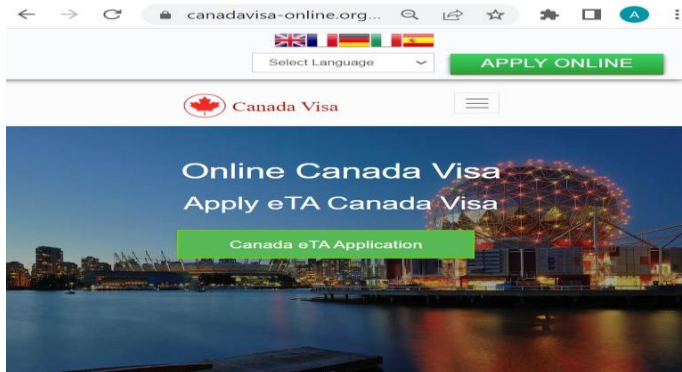 canadavisa-online.org...
A
Select Language
APPLY ONLINE
Canada Visa
Online Canada Visa
Apply eTA Canada Visa
Canada eTA Application